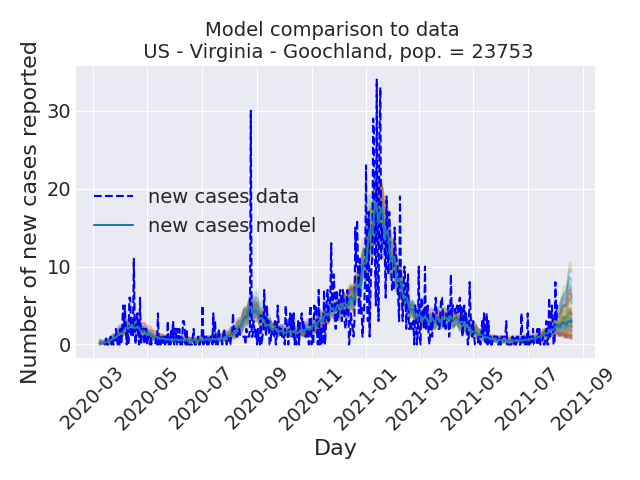 Model comparison to data
US - Virginia - Goochland, pop. = 23753
Number of new cases reported
30
20
10
0
new cases data
new cases model
2020-03
2020-05
2020-07
2020-09
2020-11
2021-01
2021-03
2021-05
2021-07
2021-09
Day